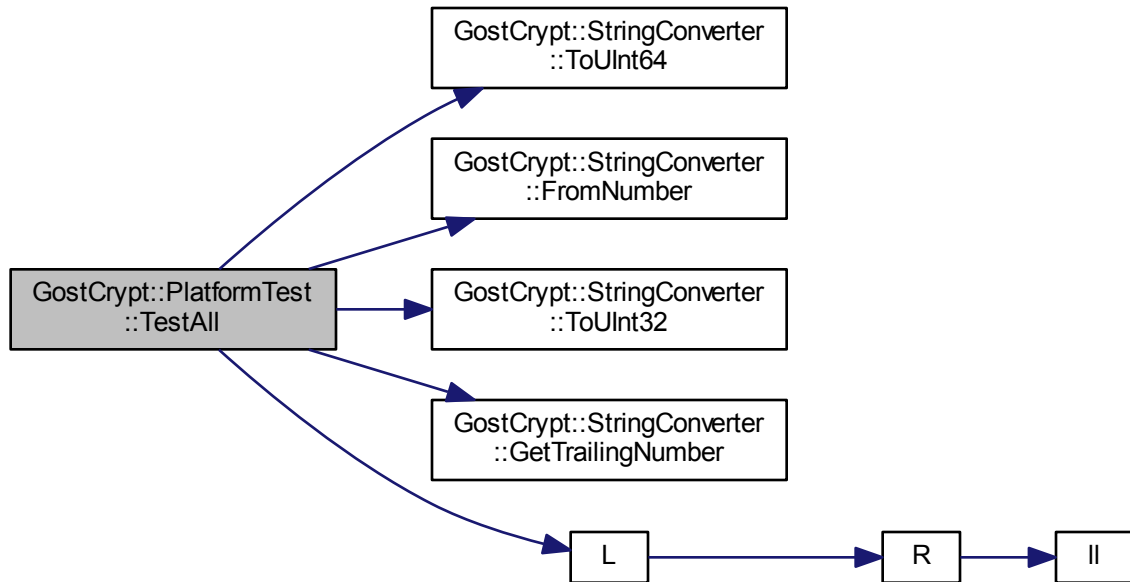 GostCrypt::StringConverter
::ToUInt64
GostCrypt::StringConverter
::FromNumber
GostCrypt::PlatformTest
::TestAll
GostCrypt::StringConverter
::ToUInt32
GostCrypt::StringConverter
::GetTrailingNumber
L
R
ll